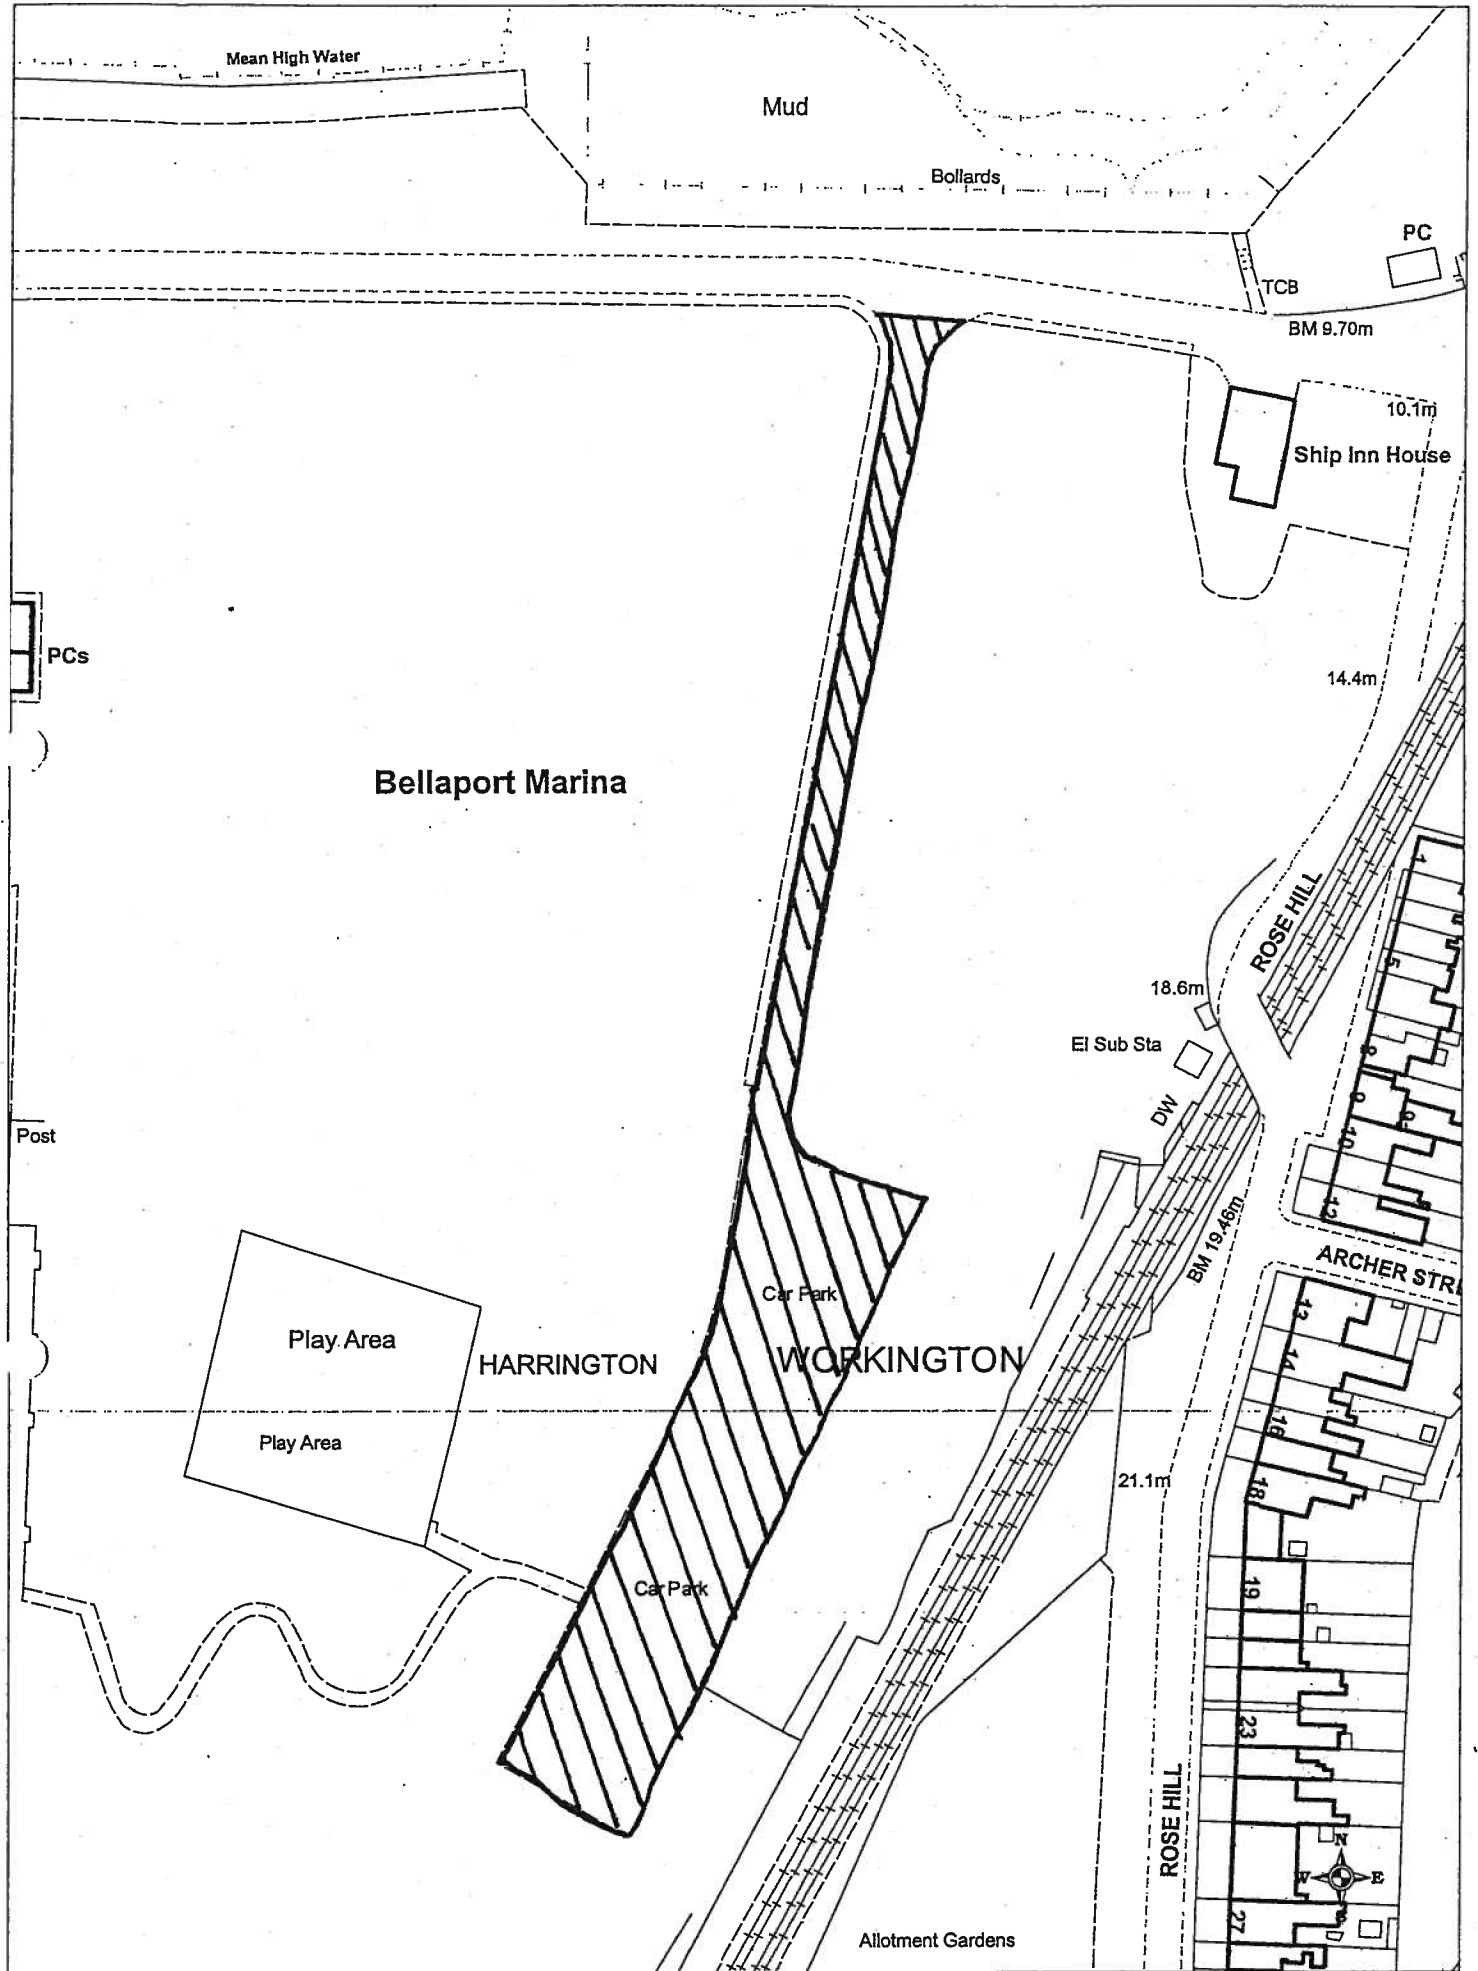 Mean High Water
Mud
Bollards
PC
TCB
BM 9.70m
10.1m
Ship Inn House
PCs
14.4m
Bellaport Marina
1
ROSE HILL
5
18.6m
El Sub Sta
8
DW
9
Post
10
12
BM 19.46m
ARCHER STRE
Car Park
13
Play Area
HARRINGTON
WORKINGTON
14
Play Area
16
21.1m
18
Car Park
19
23
ROSE HILL
N
W E
27
Allotment Gardens